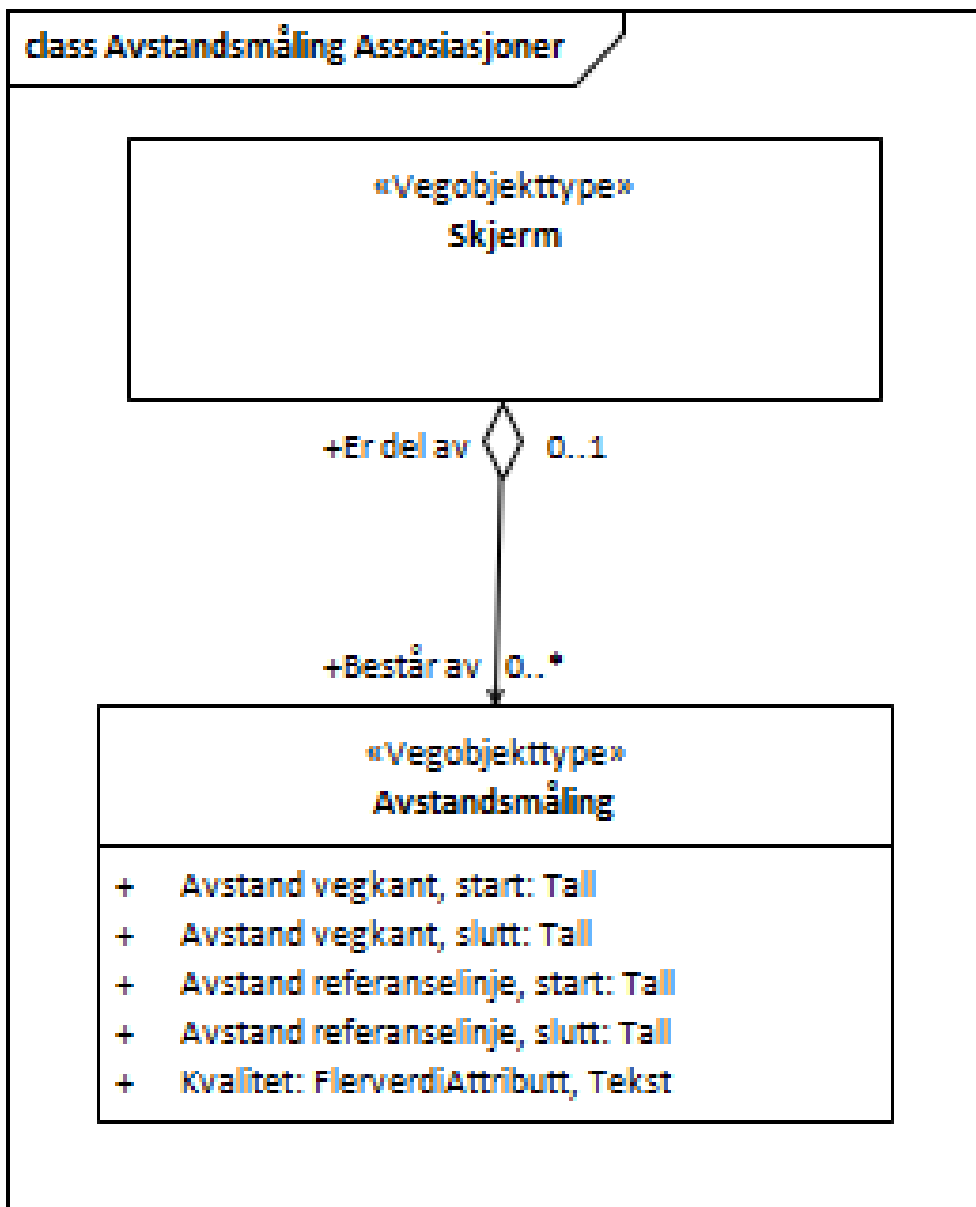 class Avstandsmåling Assosiasjoner
«Vegobjekttype»
Skjerm
+Er del av 0..1
+Består av 0..*
«Vegobjekttype»
Avstandsmåling
+ Avstand vegkant, start: Tall
+ Avstand vegkant, slutt: Tall
+ Avstand referanselinje, start: Tall
+ Avstand referanselinje, slutt: Tall
+ Kvalitet: FlerverdiAttributt, Tekst